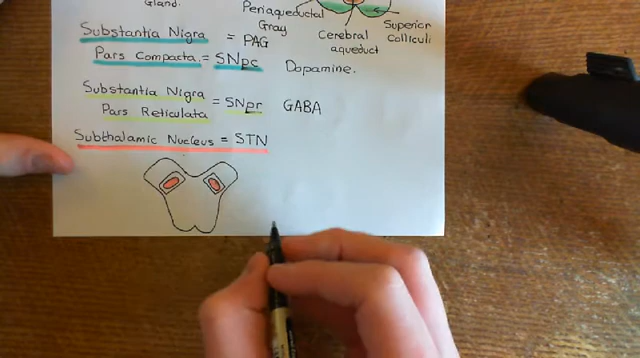 Gland.
Periaqueductal
Gray
= PAG
Cerebral
aqueduct
Superior
Colliculi
Substantia Nigra
Pars Compacta = SNpc Dopamine.
Substantia Nigra
Pars Reticulata = SNpr GABA
Subthalamic Nucleus = STN